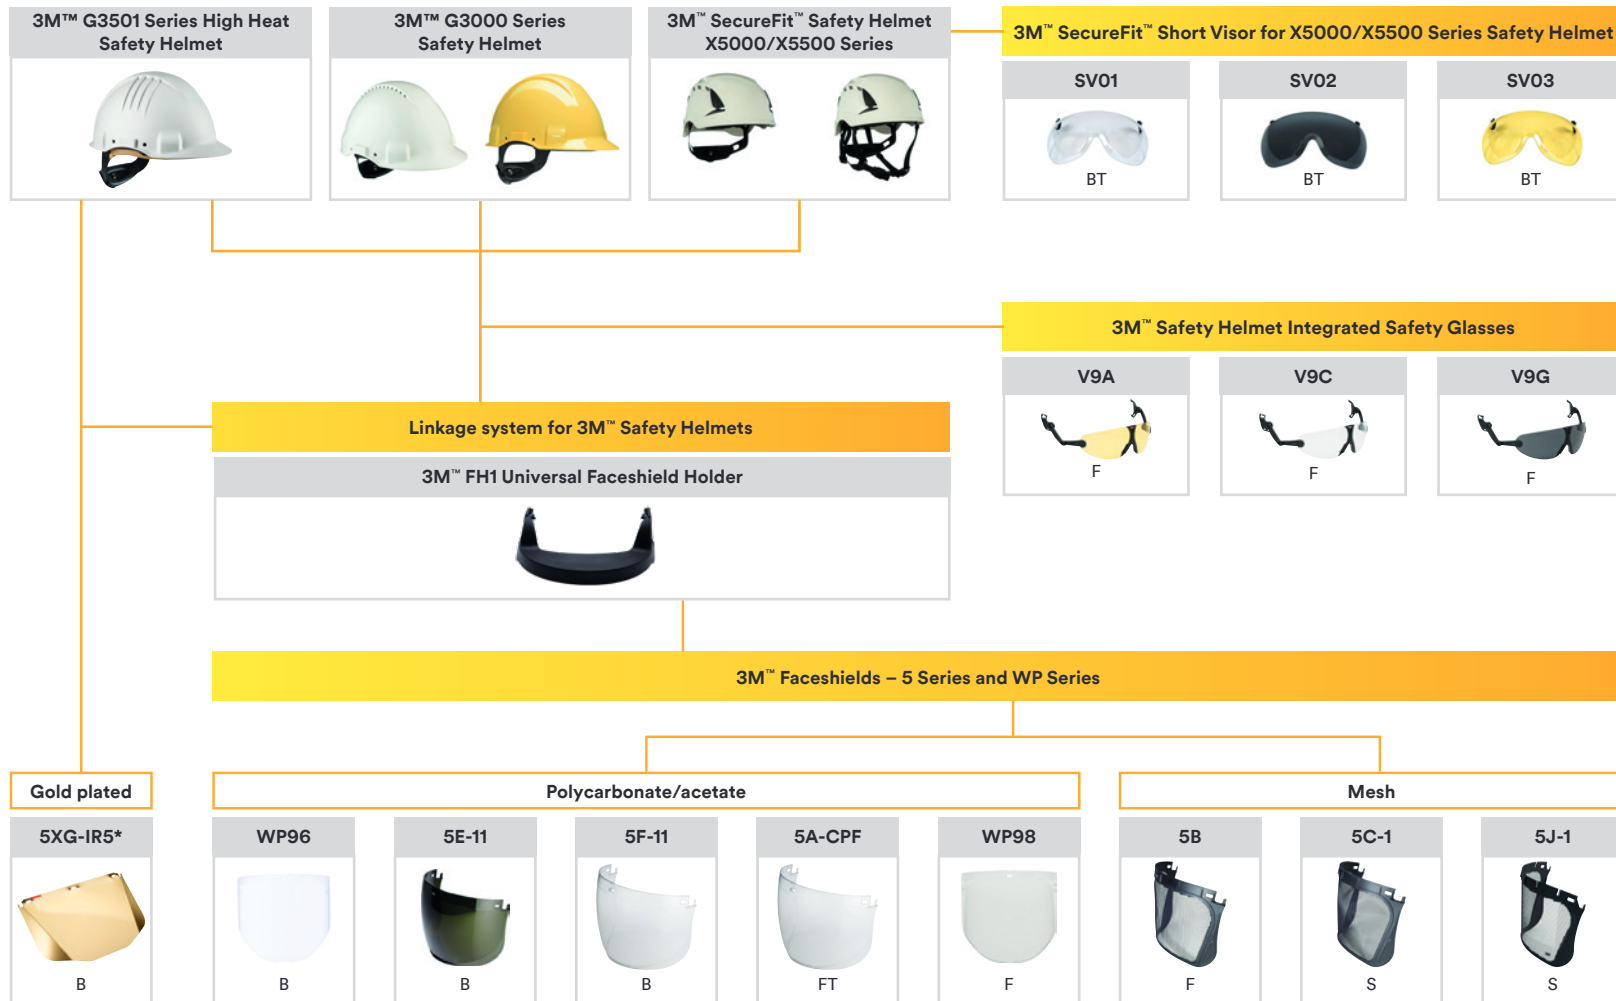 3M™ G3501 Series High Heat
Safety Helmet
3M™ G3000 Series
Safety Helmet
3M™ SecureFit™ Safety Helmet
X5000/X5500 Series
3M™ SecureFit™ Short Visor for X5000/X5500 Series Safety Helmet
SV01
SV02
SV03
BT
BT
BT
3M™ Safety Helmet Integrated Safety Glasses
V9A
V9C
V9G
F
F
F
Linkage system for 3M™ Safety Helmets
3M™ FH1 Universal Faceshield Holder
3M™ Faceshields – 5 Series and WP Series
Gold plated
Polycarbonate/acetate
Mesh
5XG-IR5*
WP96
5E-11
5F-11
5A-CPF
WP98
5B
5C-1
5J-1
B
B
B
B
FT
F
F
S
S